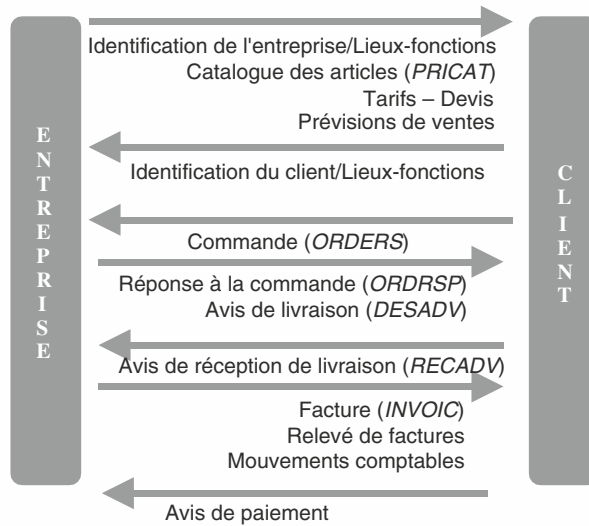 Identification de l'entreprise/Lieux-fonctions
Catalogue des articles (PRICAT)
Tarifs – Devis
Prévisions de ventes
Identification du client/Lieux-fonctions
Commande (ORDERS)
Réponse à la commande (ORDRSP)
Avis de livraison (DESADV)
Avis de réception de livraison (RECADV)
Facture (INVOIC)
Relevé de factures
Mouvements comptables
Avis de paiement
ENTREPRISE
CLIENT